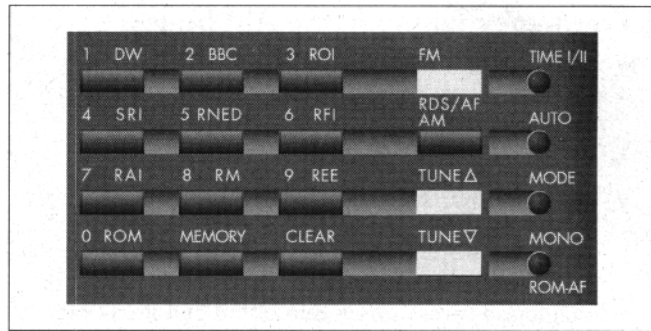 1 DW 2 BBC 3 ROI FM TIME I/II
4 SRI 5 RNED 6 RFI RDS/AF AM AUTO
7 RAI 8 RM 9 REE TUNE △ MODE
0 ROM MEMORY CLEAR TUNE ▽ MONO
ROM-AF